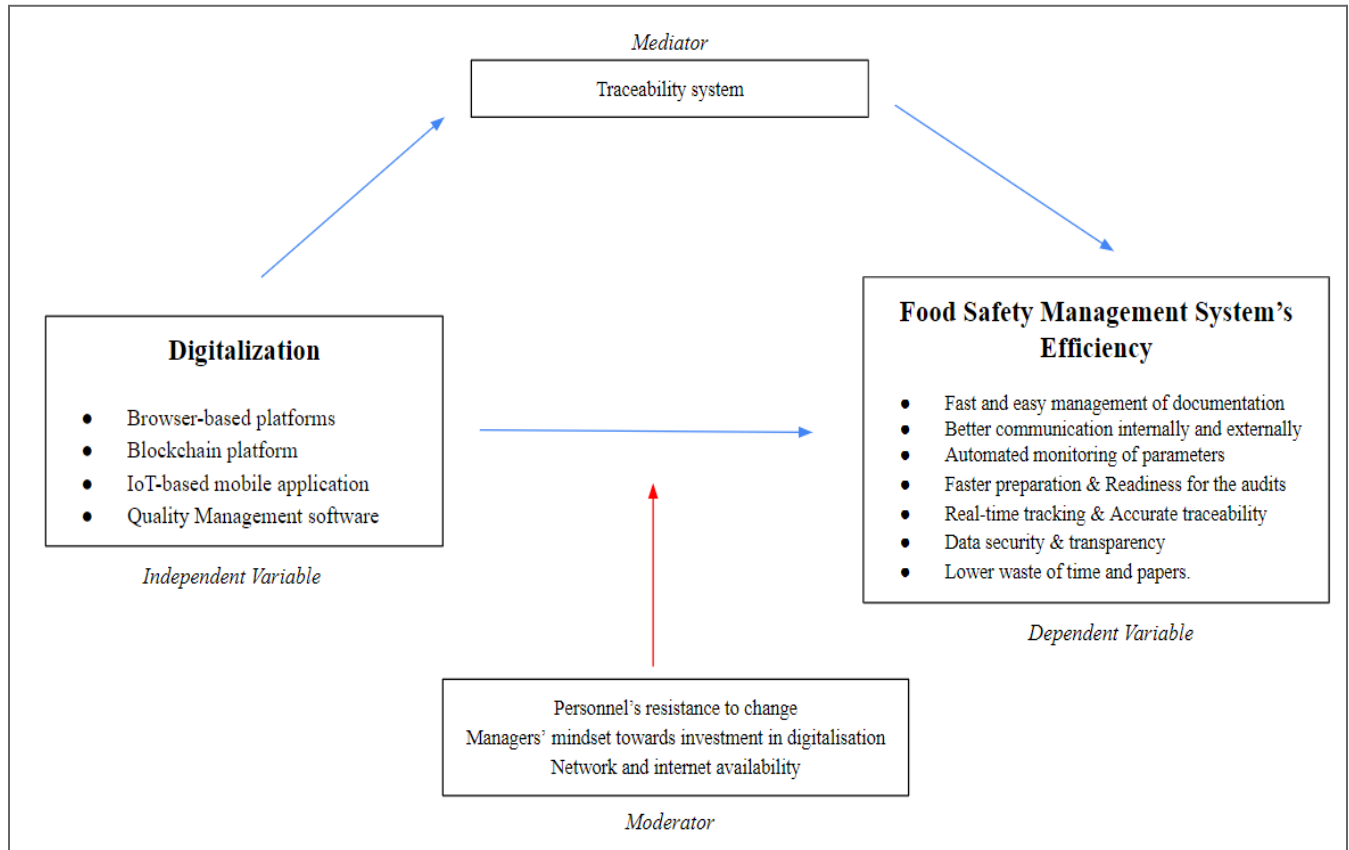 Mediator
Traceability system
Digitalization
● Browser-based platforms
● Blockchain platform
● IoT-based mobile application
● Quality Management software
Independent Variable
Food Safety Management System’s
Efficiency
● Fast and easy management of documentation
● Better communication internally and externally
● Automated monitoring of parameters
● Faster preparation & Readiness for the audits
● Real-time tracking & Accurate traceability
● Data security & transparency
● Lower waste of time and papers.
Dependent Variable
Personnel’s resistance to change
Managers’ mindset towards investment in digitalisation
Network and internet availability
Moderator